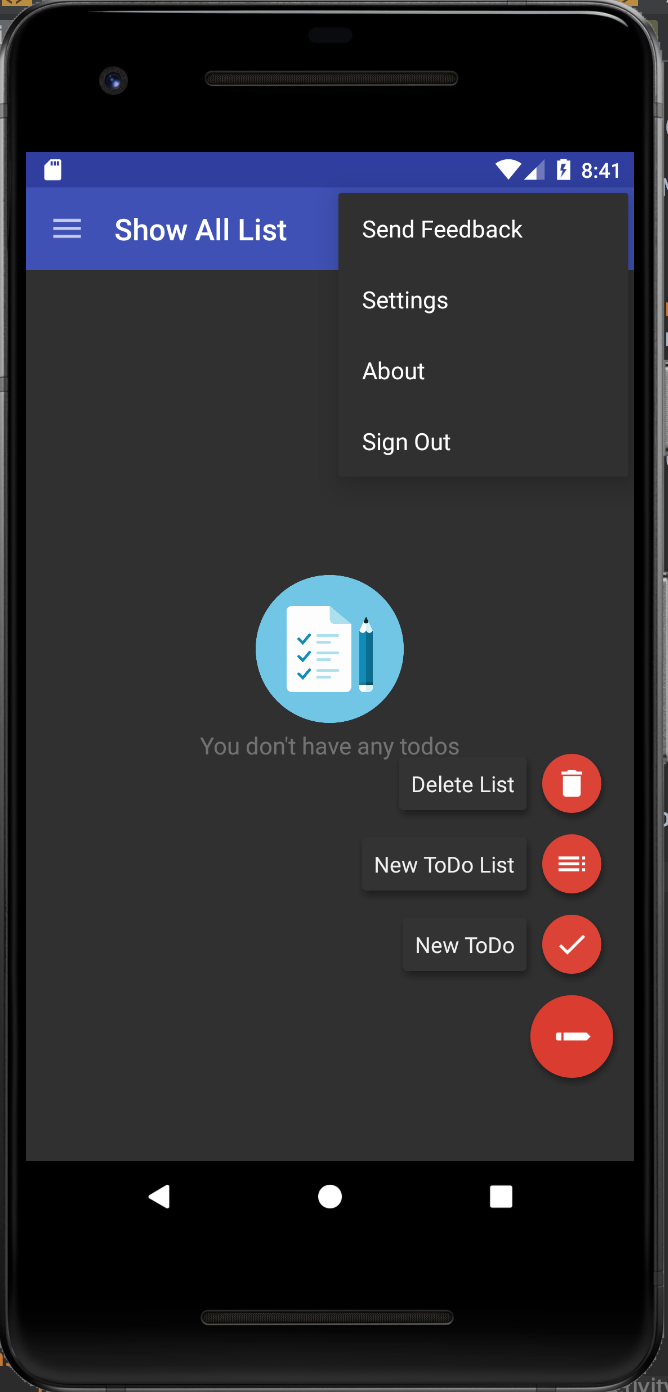 8:41
Show All List
Send Feedback
Settings
About
Sign Out
You don't have any todos
Delete List
New ToDo List
New ToDo